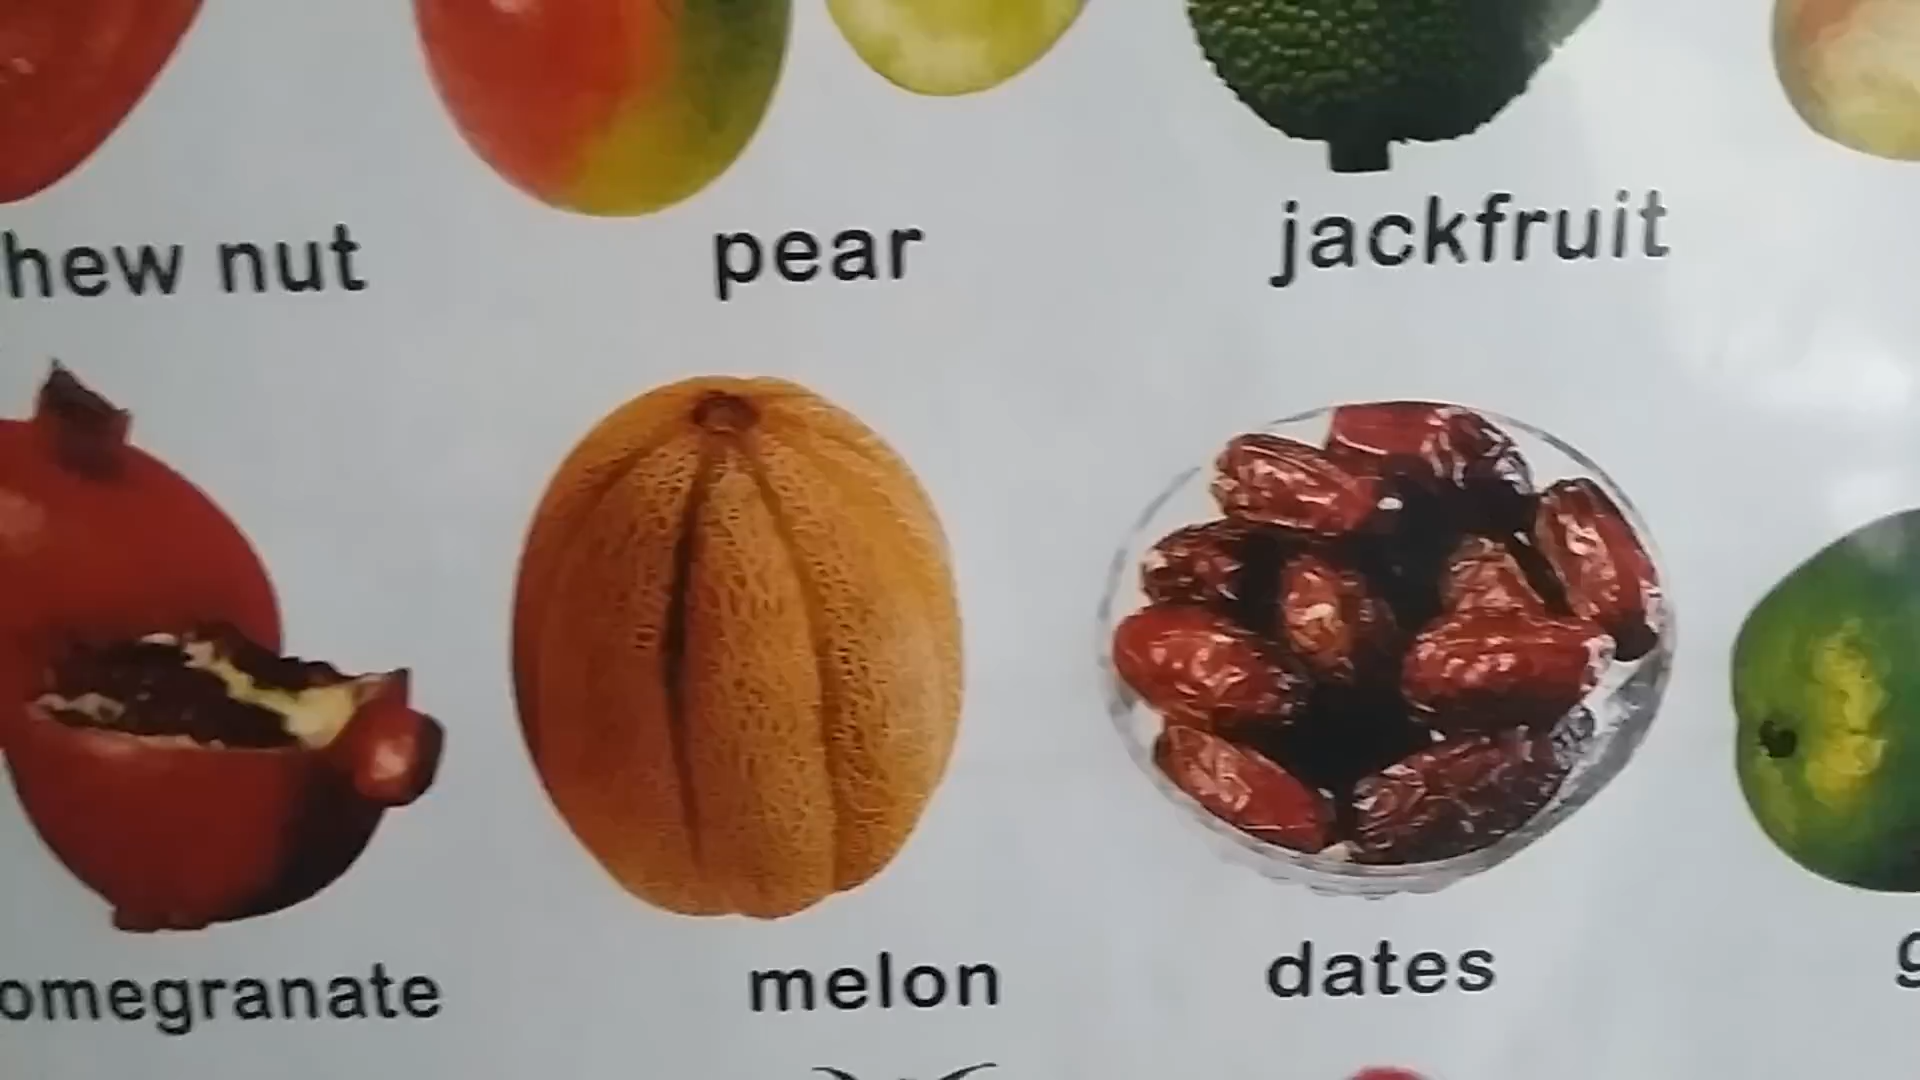 hew nut
pear
jackfruit
omegranate
melon
dates